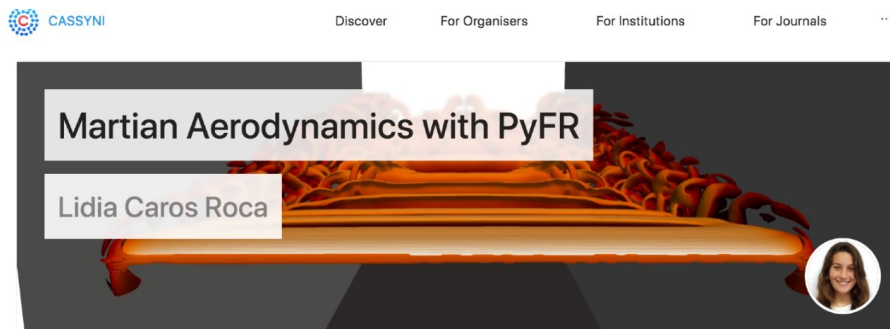 CASSYNI
Discover For Organisers For Institutions For Journals ...
Martian Aerodynamics with PyFR
Lidia Caros Roca